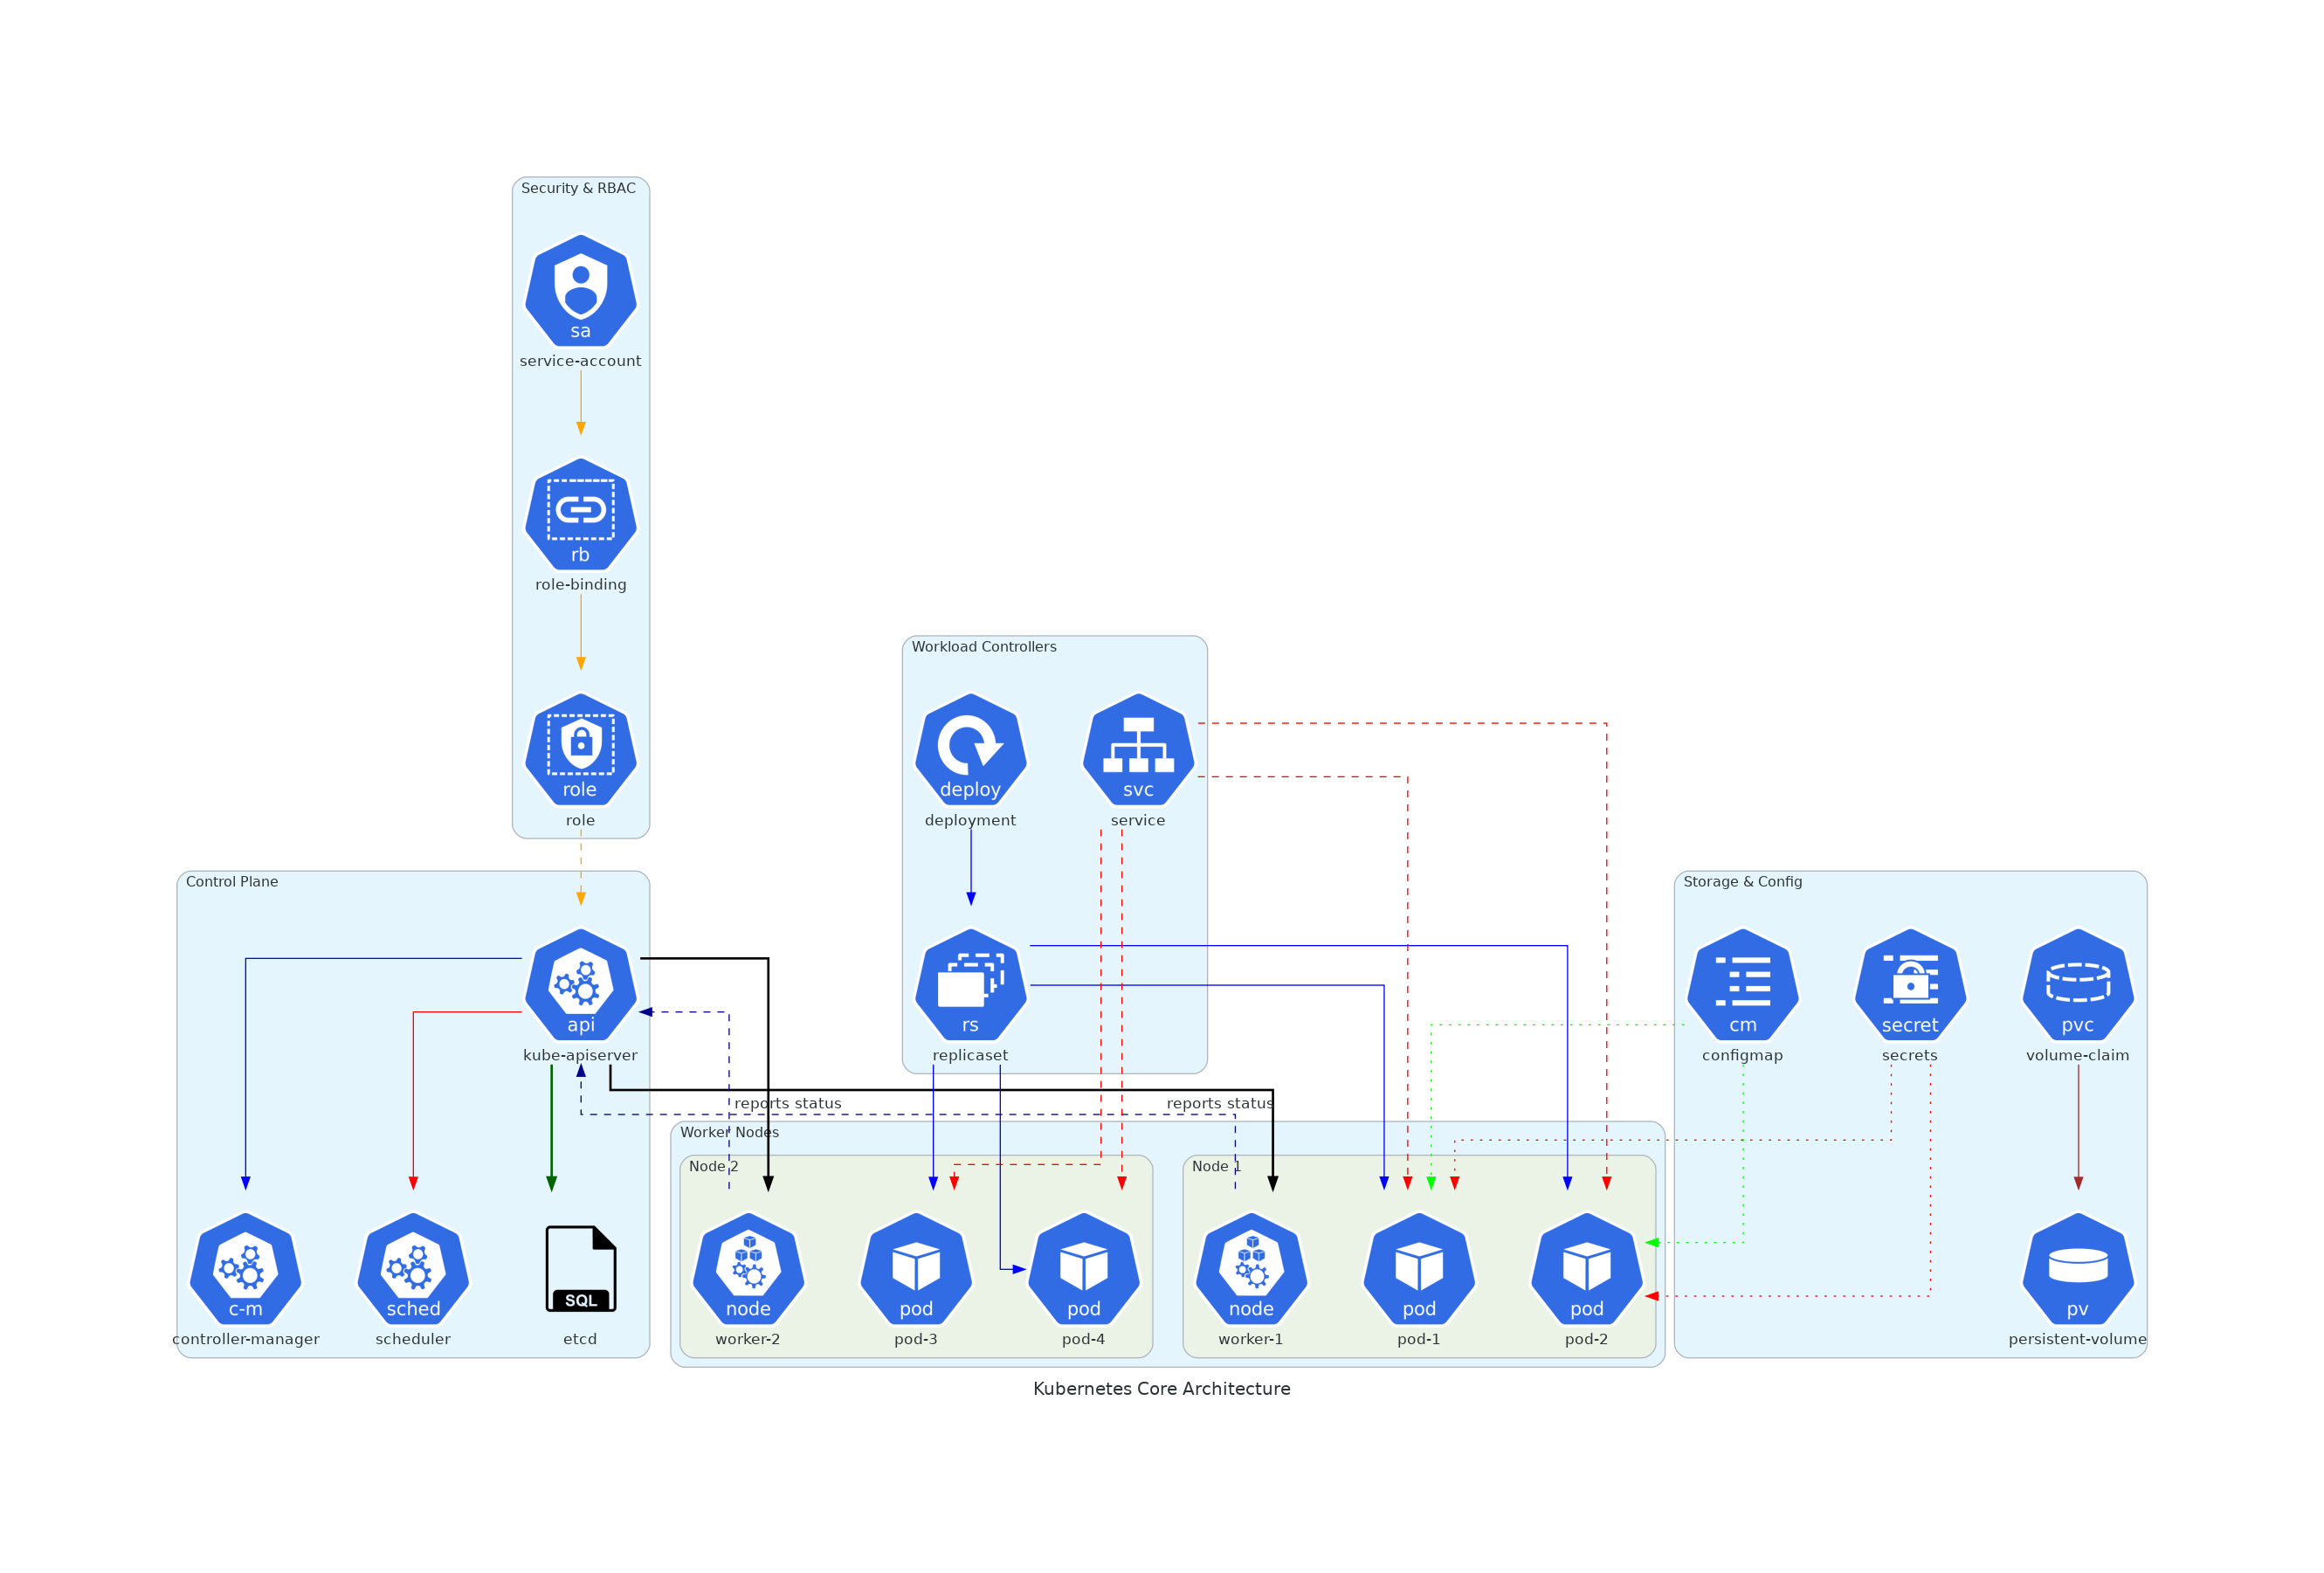 Security & RBAC
sa
service-account
rb
role-binding
role
role
Workload Controllers
deploy
deployment
svc
service
Control Plane
api
kube-apiserver
rs
replicaset
Storage & Config
cm
configmap
secret
secrets
pvc
volume-claim
reports status
reports status
Worker Nodes
Node 2
Node 1
c-m
controller-manager
sched
scheduler
SQL
etcd
node
worker-2
pod
pod-3
pod
pod-4
node
worker-1
pod
pod-1
pod
pod-2
pv
persistent-volume
Kubernetes Core Architecture